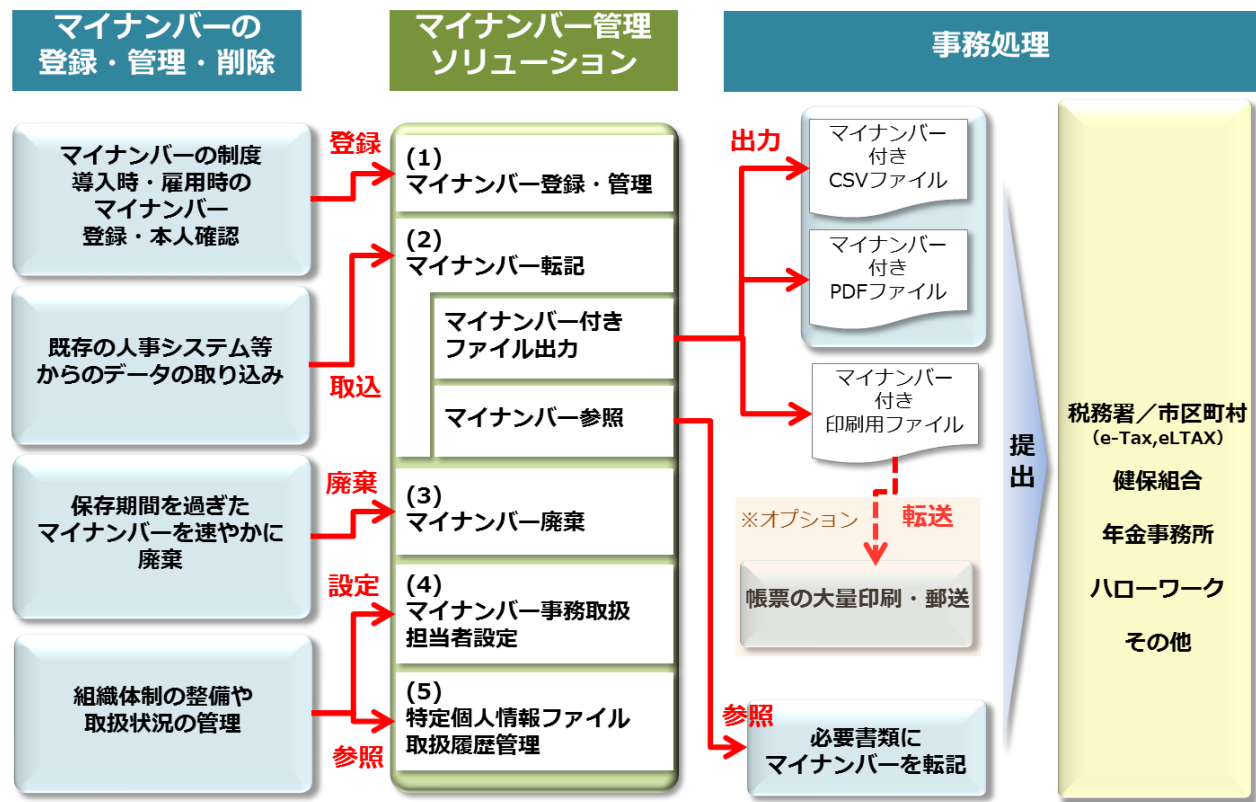 マイナンバーの
登録・管理・削除
マイナンバー管理
ソリューション
事務処理
マイナンバーの制度
導入時・雇用時の
マイナンバー
登録・本人確認
既存の人事システム等
からのデータの取り込み
保存期間を過ぎた
マイナンバーを速やかに
廃棄
組織体制の整備や
取扱状況の管理
登録
取込
廃棄
設定
参照
(1)
マイナンバー登録・管理
(2)
マイナンバー転記
マイナンバー付き
ファイル出力
マイナンバー参照
(3)
マイナンバー廃棄
(4)
マイナンバー事務取扱
担当者設定
(5)
特定個人情報ファイル
取扱履歴管理
出力
マイナンバー
付き
CSVファイル
マイナンバー
付き
PDFファイル
マイナンバー
付き
印刷用ファイル
※オプション
転送
帳票の大量印刷・郵送
参照
必要書類に
マイナンバーを転記
提
出
税務署／市区町村
(e-Tax,eLTAX)
健保組合
年金事務所
ハローワーク
その他